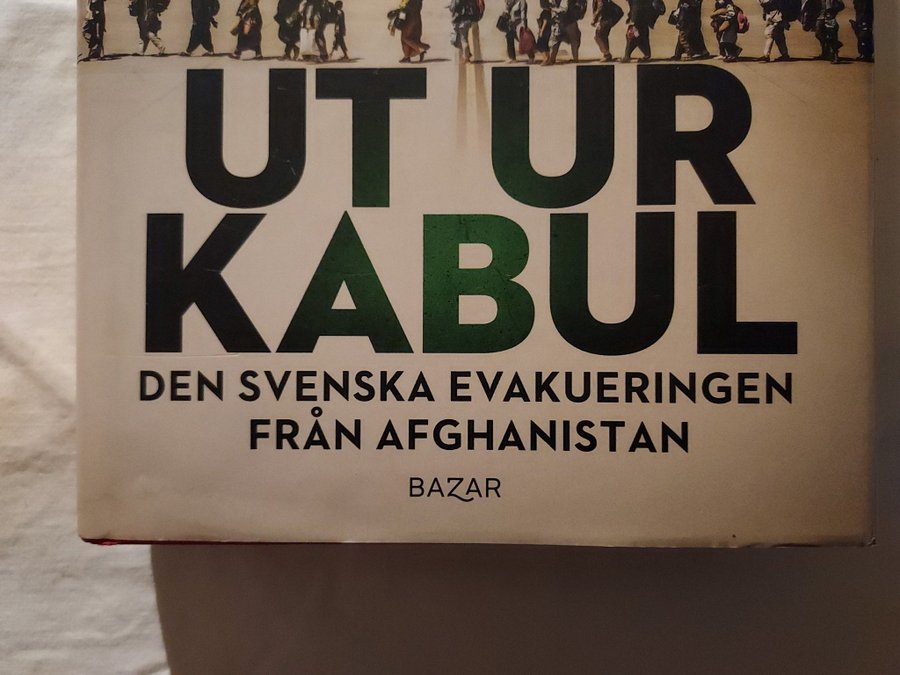 UT UR
KABUL
DEN SVENSKA EVAKUERINGEN
FRÅN AFGHANISTAN
BAZAR